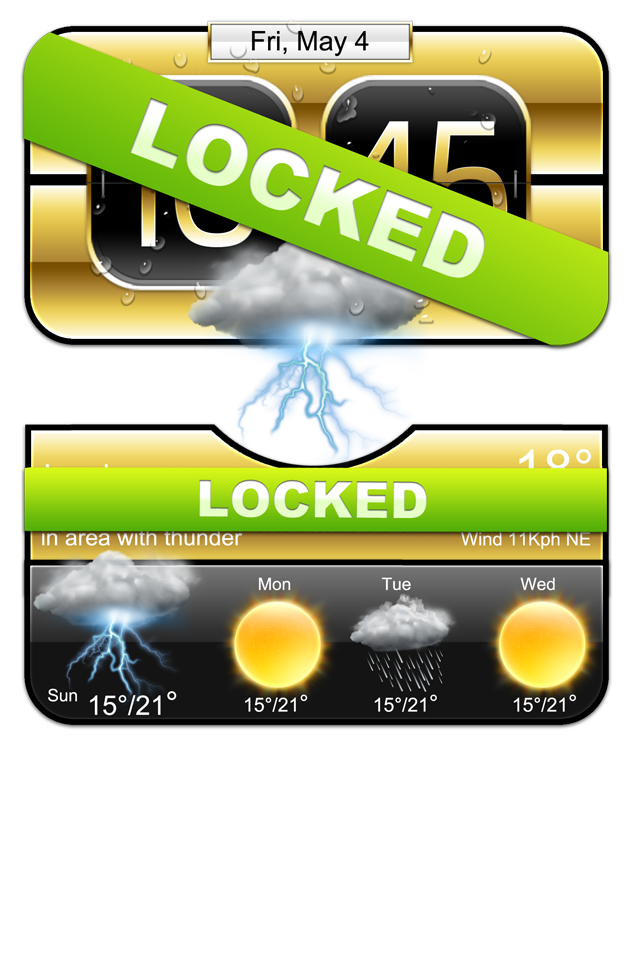 Fri, May 4
45
LOCKED
18°
LOCKED
in area with thunder
Wind 11Kph NE
Mon
Tue
Wed
Sun
15°/21°
15°/21°
15°/21°
15°/21°